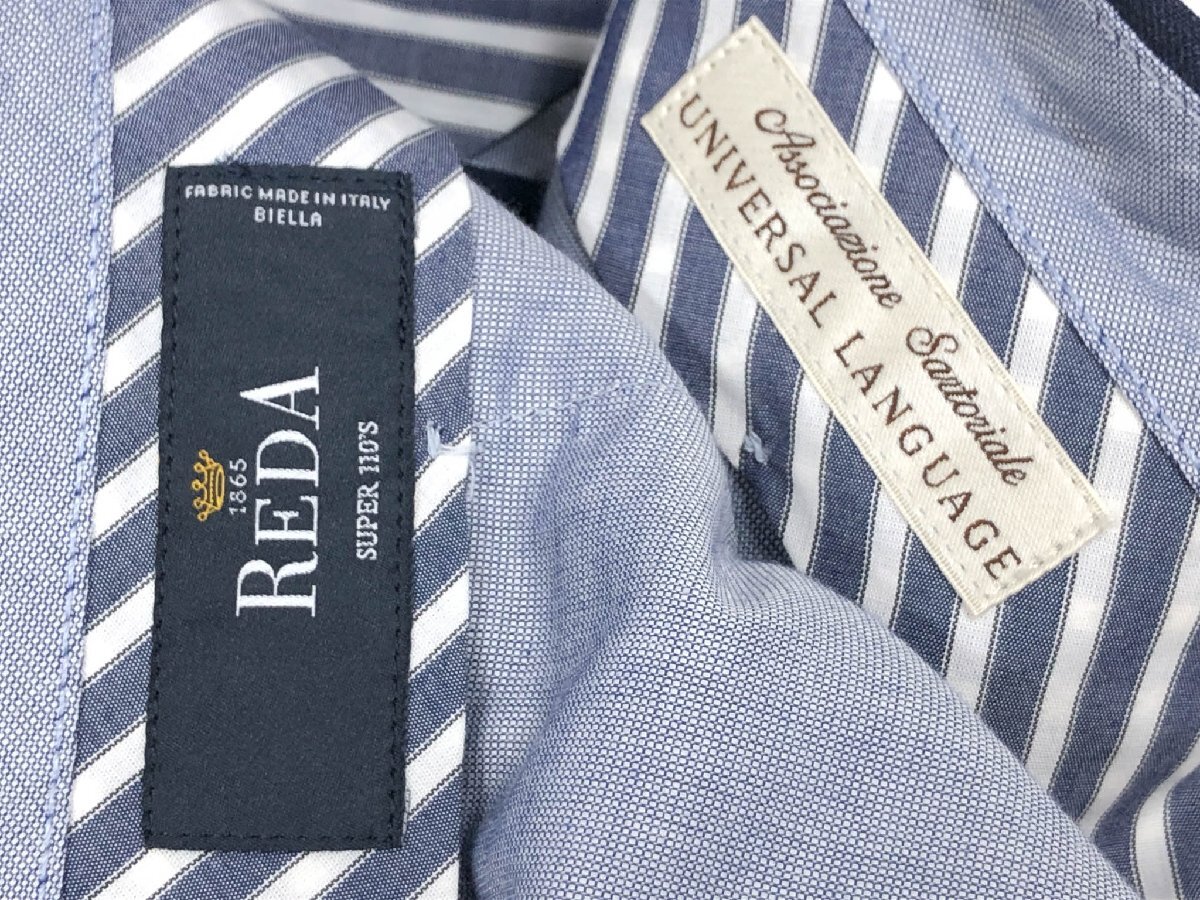 FABRIC MADE IN ITALY
BIELLA
1865
REDA
SUPER 110'S
Associazione Sartoriale
UNIVERSAL LANGUAGE